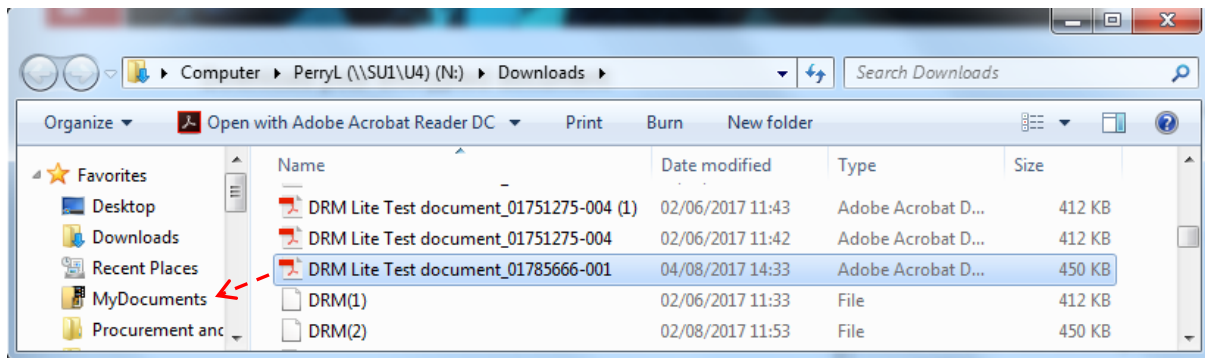 Computer PerryL (\\SU1\U4) (N:) Downloads Search Downloads
Organize Open with Adobe Acrobat Reader DC Print Burn New folder
Favorites
Desktop
Downloads
Recent Places
MyDocuments
Procurement and
Name Date modified Type Size
DRM Lite Test document_01751275-004 (1) 02/06/2017 11:43 Adobe Acrobat D... 412 KB
DRM Lite Test document_01751275-004 02/06/2017 11:42 Adobe Acrobat D... 412 KB
DRM Lite Test document_01785666-001 04/08/2017 14:33 Adobe Acrobat D... 450 KB
DRM(1) 02/06/2017 11:33 File 412 KB
DRM(2) 02/08/2017 11:53 File 450 KB